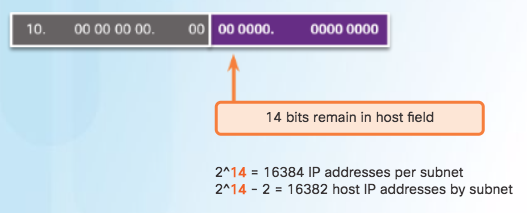 10. 00 00 00 00. 00 00 0000. 0000 0000
14 bits remain in host field
2^14 = 16384 IP addresses per subnet
2^14 - 2 = 16382 host IP addresses by subnet